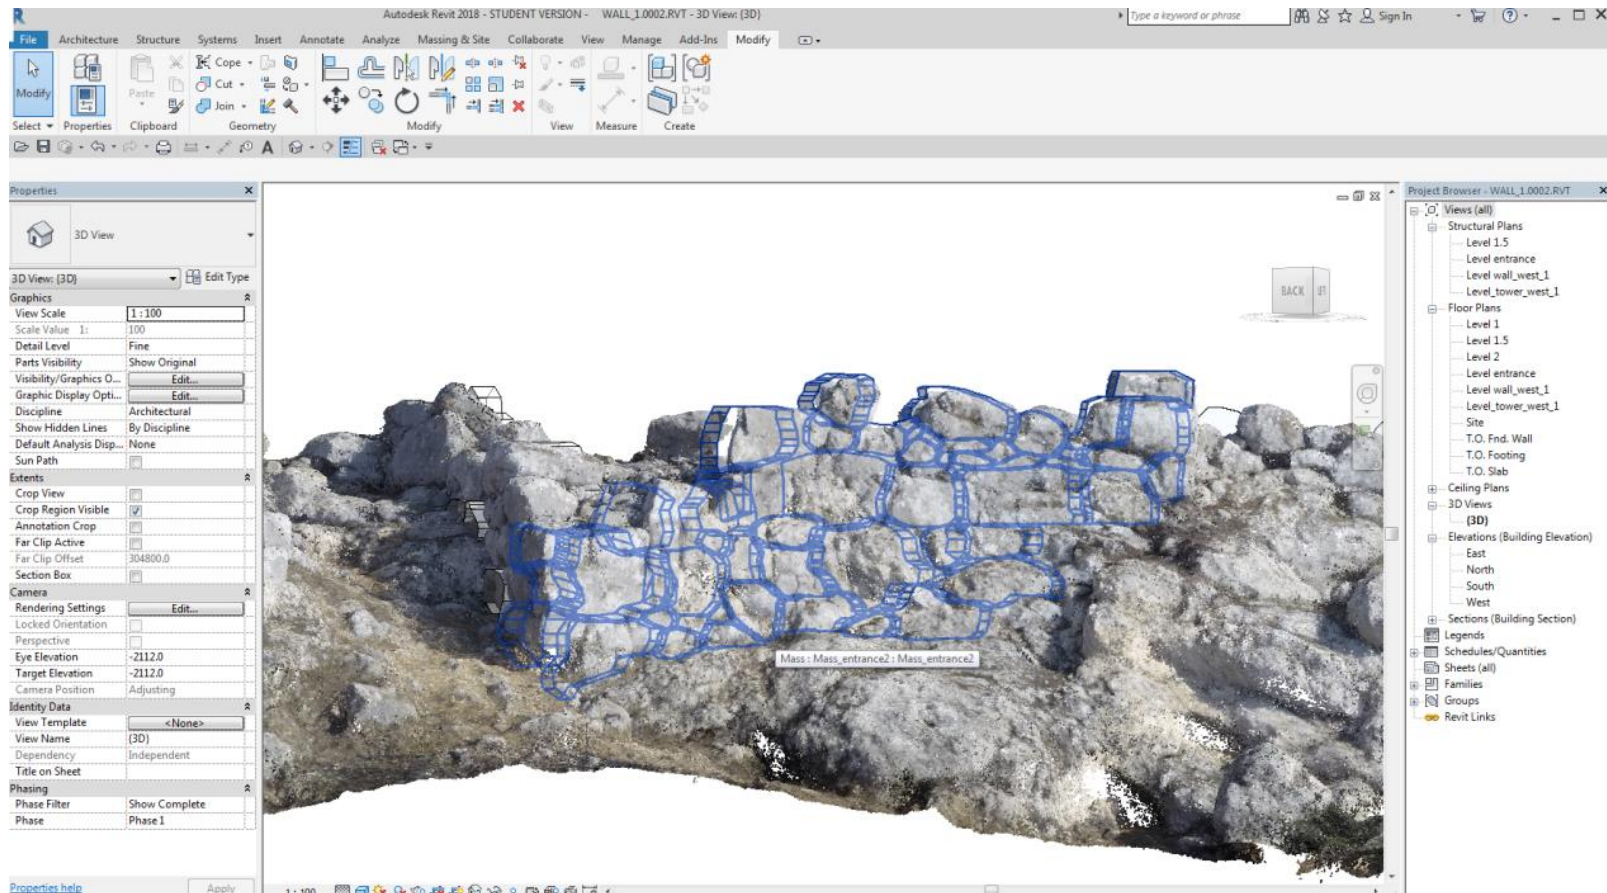 Autodesk Revit 2018 - STUDENT VERSION - WALL_1.0002.RVT - 3D View: {3D}
Type a keyword or phrase
Sign In
File Architecture Structure Systems Insert Annotate Analyze Massing & Site Collaborate View Manage Add-Ins Modify
Modify
Paste
Cope
Cut
Join
Select Properties Clipboard Geometry Modify View Measure Create
Properties
3D View
3D View: {3D} Edit Type
Graphics
View Scale 1 : 100
Scale Value 1: 100
Detail Level Fine
Parts Visibility Show Original
Visibility/Graphics O... Edit...
Graphic Display Opti... Edit...
Discipline Architectural
Show Hidden Lines By Discipline
Default Analysis Disp... None
Sun Path
Extents
Crop View
Crop Region Visible
Annotation Crop
Far Clip Active
Far Clip Offset 304800.0
Section Box
Camera
Rendering Settings Edit...
Locked Orientation
Perspective
Eye Elevation -2112.0
Target Elevation -2112.0
Camera Position Adjusting
Identity Data
View Template <None>
View Name {3D}
Dependency Independent
Title on Sheet
Phasing
Phase Filter Show Complete
Phase Phase 1
Properties help Apply
BACK
Mass : Mass_entrance2 : Mass_entrance2
1 : 100
Project Browser - WALL_1.0002.RVT
Views (all)
Structural Plans
Level 1.5
Level entrance
Level wall_west_1
Level_tower_west_1
Floor Plans
Level 1
Level 1.5
Level 2
Level entrance
Level wall_west_1
Level_tower_west_1
Site
T.O. Fnd. Wall
T.O. Footing
T.O. Slab
Ceiling Plans
3D Views
{3D}
Elevations (Building Elevation)
East
North
South
West
Sections (Building Section)
Legends
Schedules/Quantities
Sheets (all)
Families
Groups
Revit Links